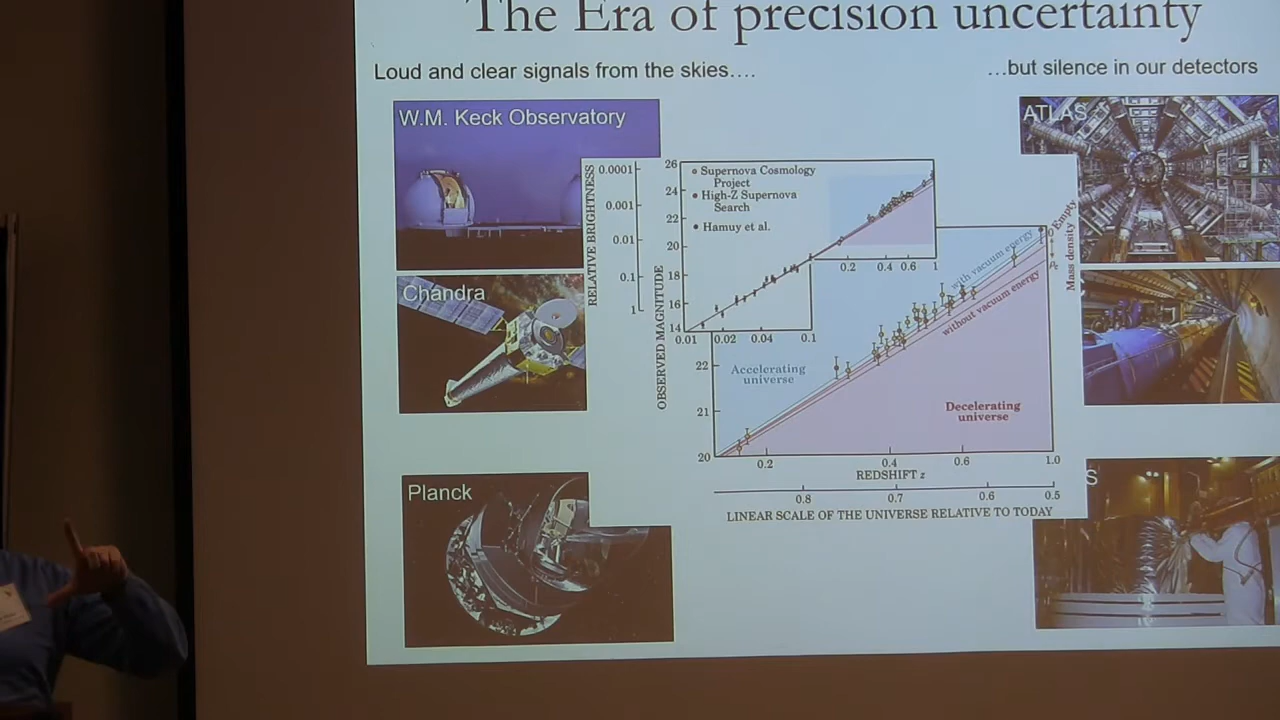 The Era of precision uncertainty
Loud and clear signals from the skies....
...but silence in our detectors
W.M. Keck Observatory
ATLAS
Chandra
Planck
S
RELATIVE BRIGHTNESS
0.0001
0.001
0.01
0.1
1
OBSERVED MAGNITUDE
26
24
22
20
18
16
14
Supernova Cosmology
Project
High-Z Supernova
Search
Hamuy et al.
0.01
0.02
0.04
0.1
0.2
0.4
0.6
1
22
21
20
with vacuum energy
without vacuum energy
Empty
Mass density
Accelerating
universe
Decelerating
universe
0.2
0.4
0.6
1.0
REDSHIFT z
0.8
0.7
0.6
0.5
LINEAR SCALE OF THE UNIVERSE RELATIVE TO TODAY